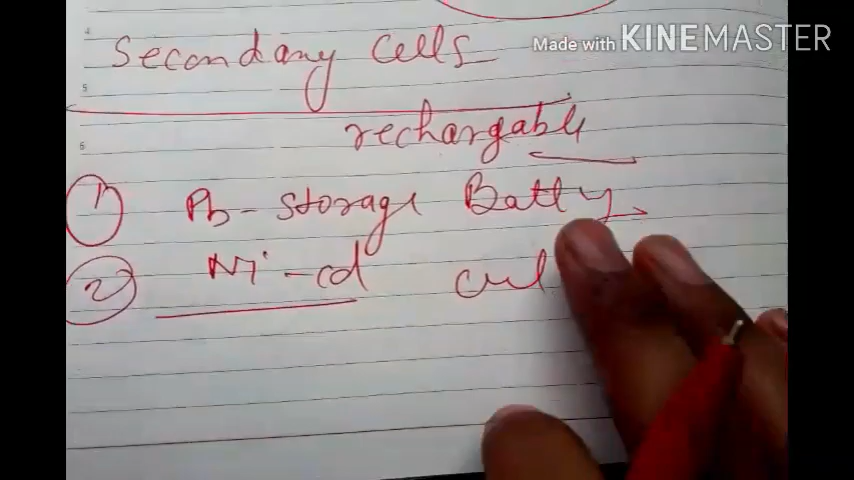 Secondary cells
Made with KINEMASTER
rechargable
1 Pb - storage Batty
2 Ni - cd cell